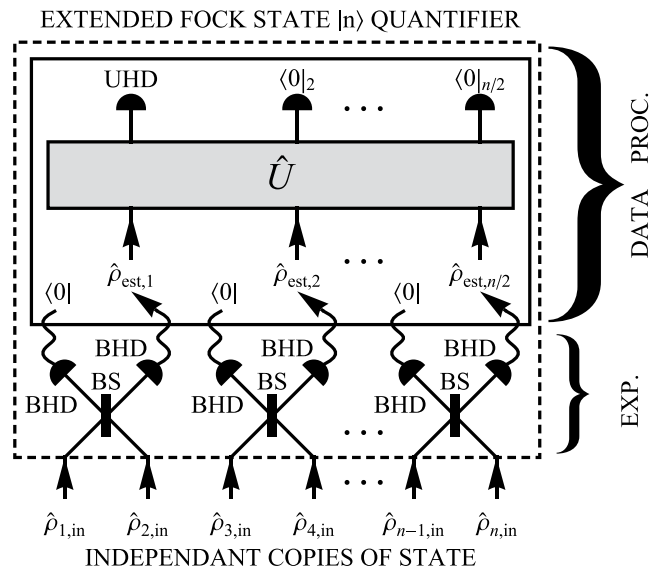 EXTENDED FOCK STATE |n⟩ QUANTIFIER
UHD ⟨0|₂ ... ⟨0|ₙ/₂
Û
ρ̂est,1 ρ̂est,2 ... ρ̂est,n/2
⟨0| ⟨0| ⟨0|
BHD BHD BHD
BS BS BS
BHD BHD BHD
...
...
ρ̂1,in ρ̂2,in ρ̂3,in ρ̂4,in ρ̂n−1,in ρ̂n,in
INDEPENDANT COPIES OF STATE
DATA PROC.
EXP.